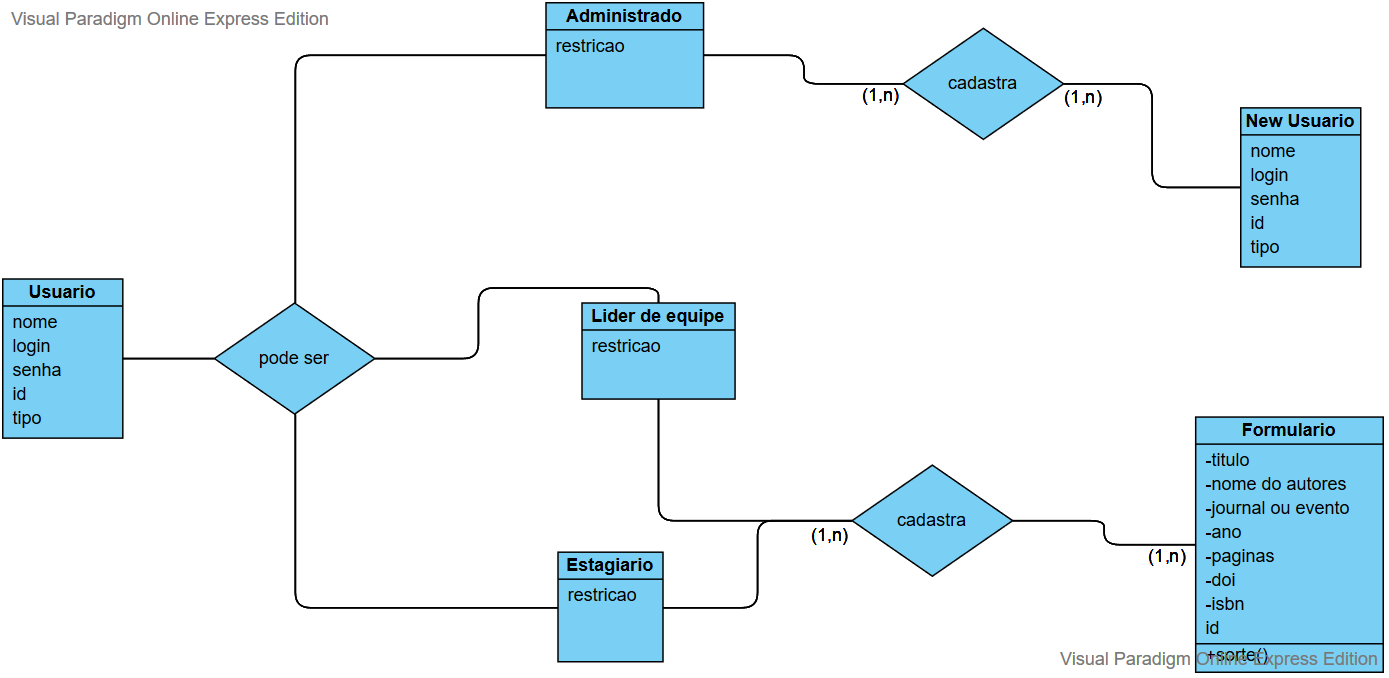 Visual Paradigm Online Express Edition
Administrado
restricao
cadastra
(1,n)
(1,n)
New Usuario
nome
login
senha
id
tipo
Usuario
nome
login
senha
id
tipo
pode ser
Lider de equipe
restricao
Estagiario
restricao
cadastra
(1,n)
(1,n)
Formulario
-titulo
-nome do autores
-journal ou evento
-ano
-paginas
-doi
-isbn
id
+sorte()
Visual Paradigm Online Express Edition